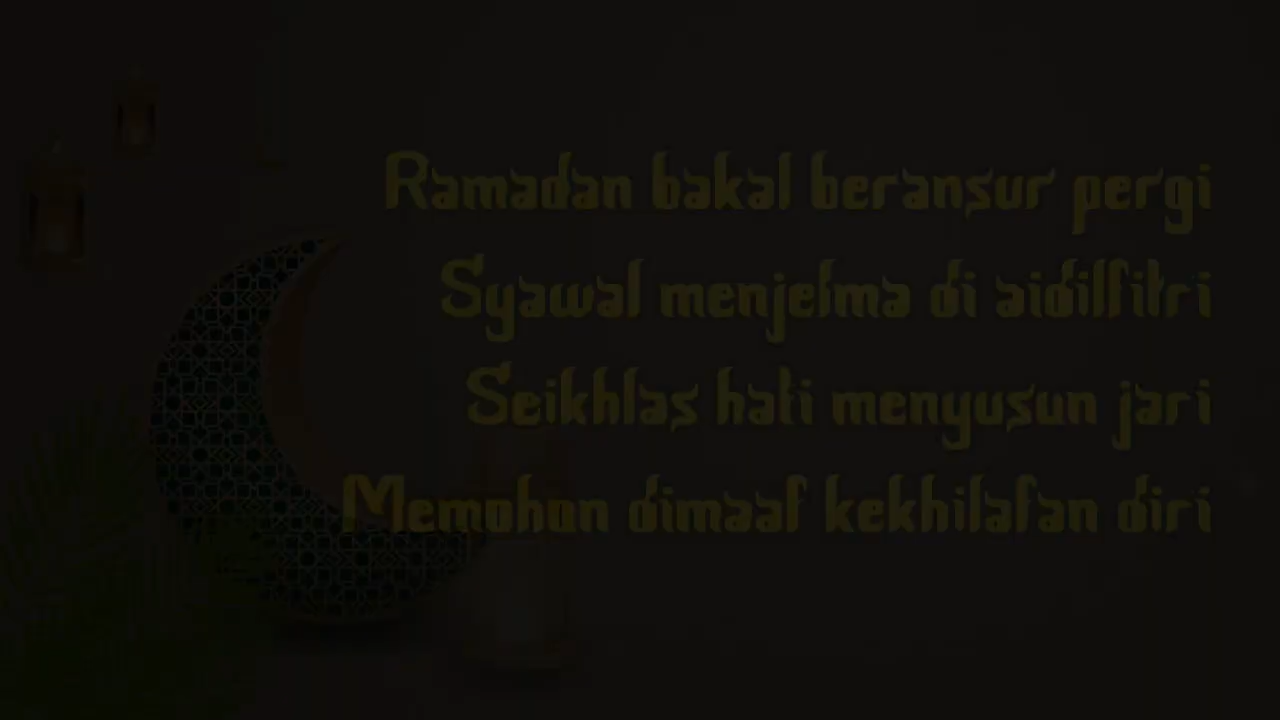 Ramadan bakal beransur pergi
Syawal menjelma di aidilfitri
Seikhlas hati menyusun jari
Memohon dimaaf kekhilafan diri